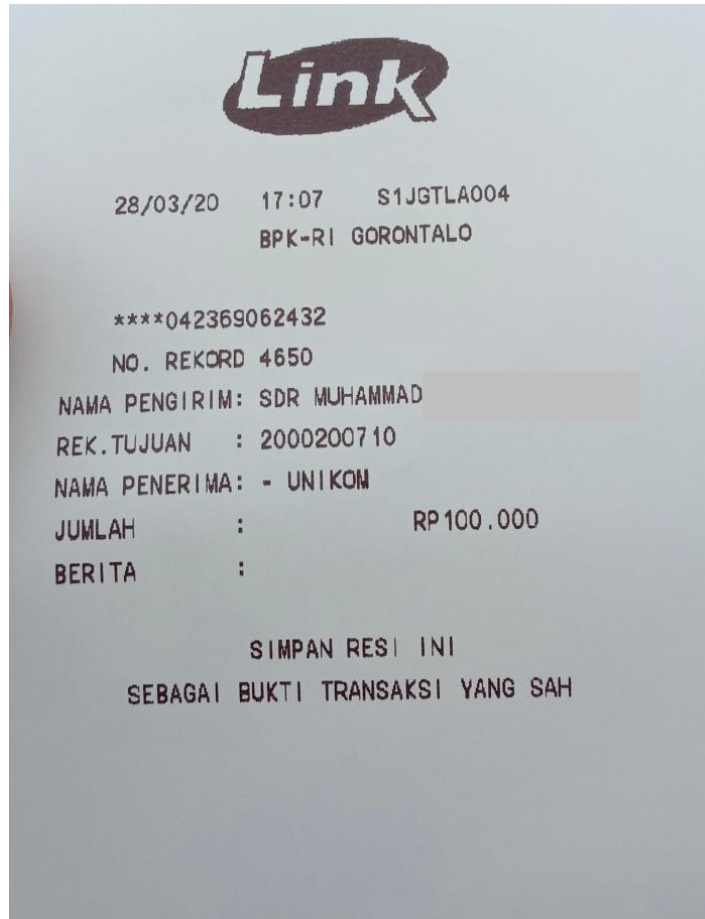 Link
28/03/20 17:07 S1JGTLA004
BPK-RI GORONTALO
****042369062432
NO. REKORD 4650
NAMA PENGIRIM: SDR MUHAMMAD
REK.TUJUAN : 2000200710
NAMA PENERIMA: - UNIKOM
JUMLAH : RP100.000
BERITA :
SIMPAN RESI INI
SEBAGAI BUKTI TRANSAKSI YANG SAH